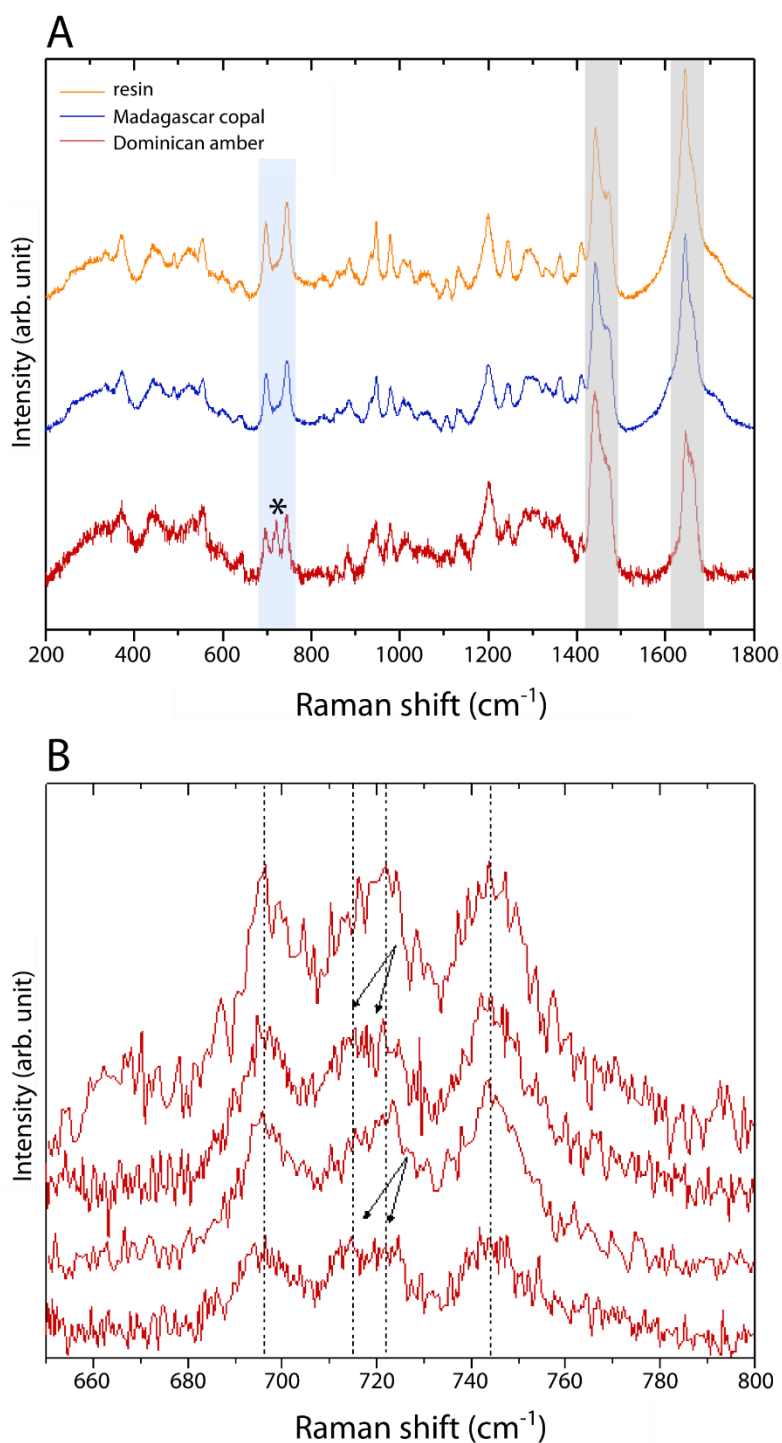 A
resin
Madagascar copal
Dominican amber
*
Intensity (arb. unit)
200 400 600 800 1000 1200 1400 1600 1800
Raman shift (cm⁻¹)
B
Intensity (arb. unit)
660 680 700 720 740 760 780 800
Raman shift (cm⁻¹)